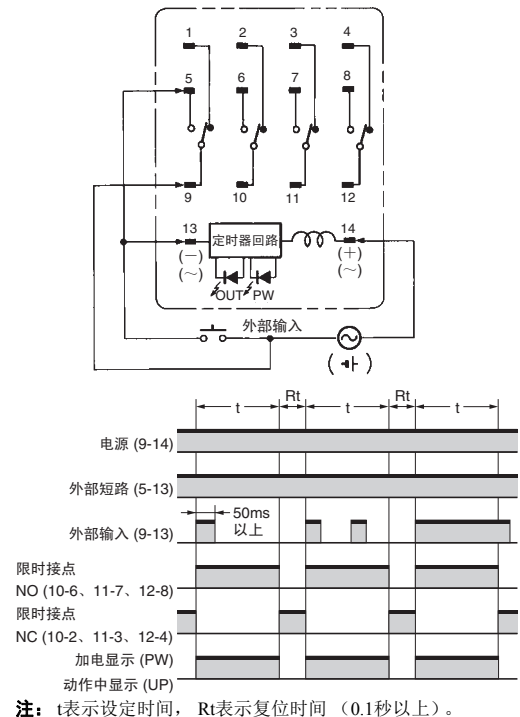 1 2 3 4
5 6 7 8
9 10 11 12
13 定时器回路 14
(−) (+)
(~) (~)
OUT PW
外部输入
Rt Rt
t t t
电源 (9-14)
外部短路 (5-13)
50ms
以上
外部输入 (9-13)
限时接点
NO (10-6、11-7、12-8)
限时接点
NC (10-2、11-3、12-4)
加电显示 (PW)
动作中显示 (UP)
注: t表示设定时间, Rt表示复位时间 (0.1秒以上)。